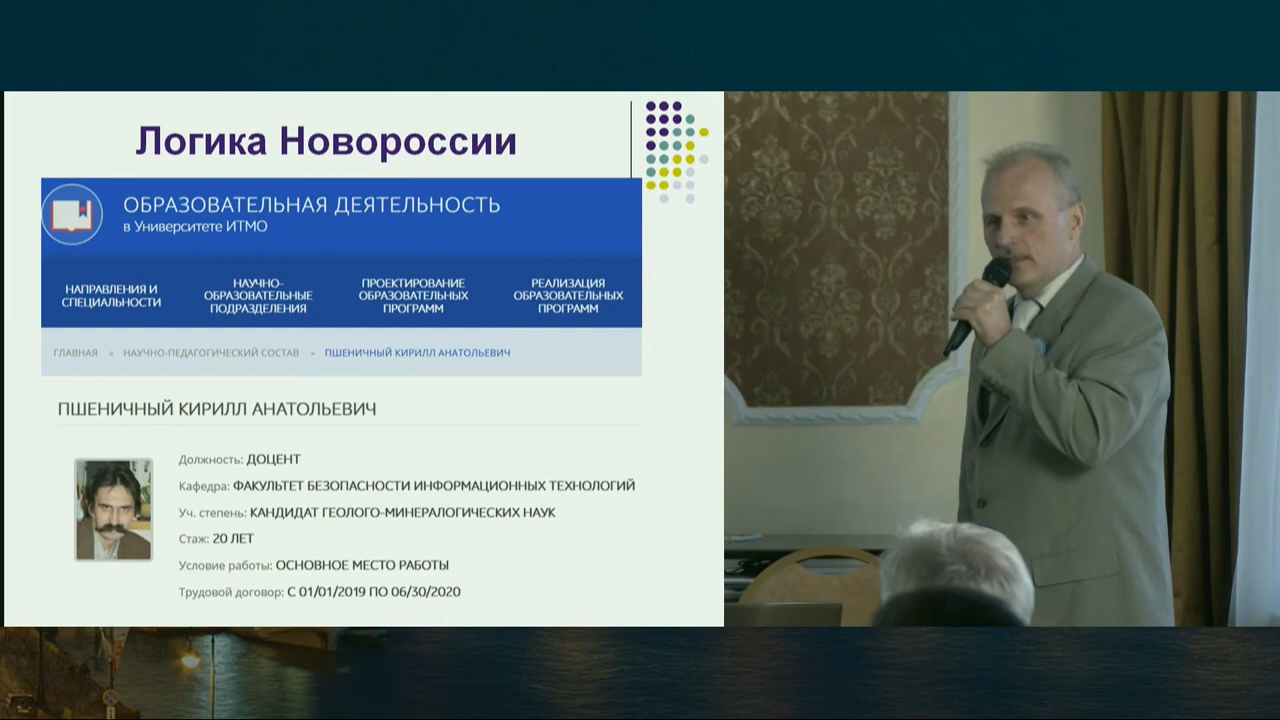 Логика Новороссии
ОБРАЗОВАТЕЛЬНАЯ ДЕЯТЕЛЬНОСТЬ
в Университете ИТМО
НАПРАВЛЕНИЯ И
СПЕЦИАЛЬНОСТИ
НАУЧНО-
ОБРАЗОВАТЕЛЬНЫЕ
ПОДРАЗДЕЛЕНИЯ
ПРОЕКТИРОВАНИЕ
ОБРАЗОВАТЕЛЬНЫХ
ПРОГРАММ
РЕАЛИЗАЦИЯ
ОБРАЗОВАТЕЛЬНЫХ
ПРОГРАММ
ГЛАВНАЯ » НАУЧНО-ПЕДАГОГИЧЕСКИЙ СОСТАВ > ПШЕНИЧНЫЙ КИРИЛЛ АНАТОЛЬЕВИЧ
ПШЕНИЧНЫЙ КИРИЛЛ АНАТОЛЬЕВИЧ
Должность: ДОЦЕНТ
Кафедра: ФАКУЛЬТЕТ БЕЗОПАСНОСТИ ИНФОРМАЦИОННЫХ ТЕХНОЛОГИЙ
Уч. степень: КАНДИДАТ ГЕОЛОГО-МИНЕРАЛОГИЧЕСКИХ НАУК
Стаж: 20 ЛЕТ
Условие работы: ОСНОВНОЕ МЕСТО РАБОТЫ
Трудовой договор: С 01/01/2019 ПО 06/30/2020